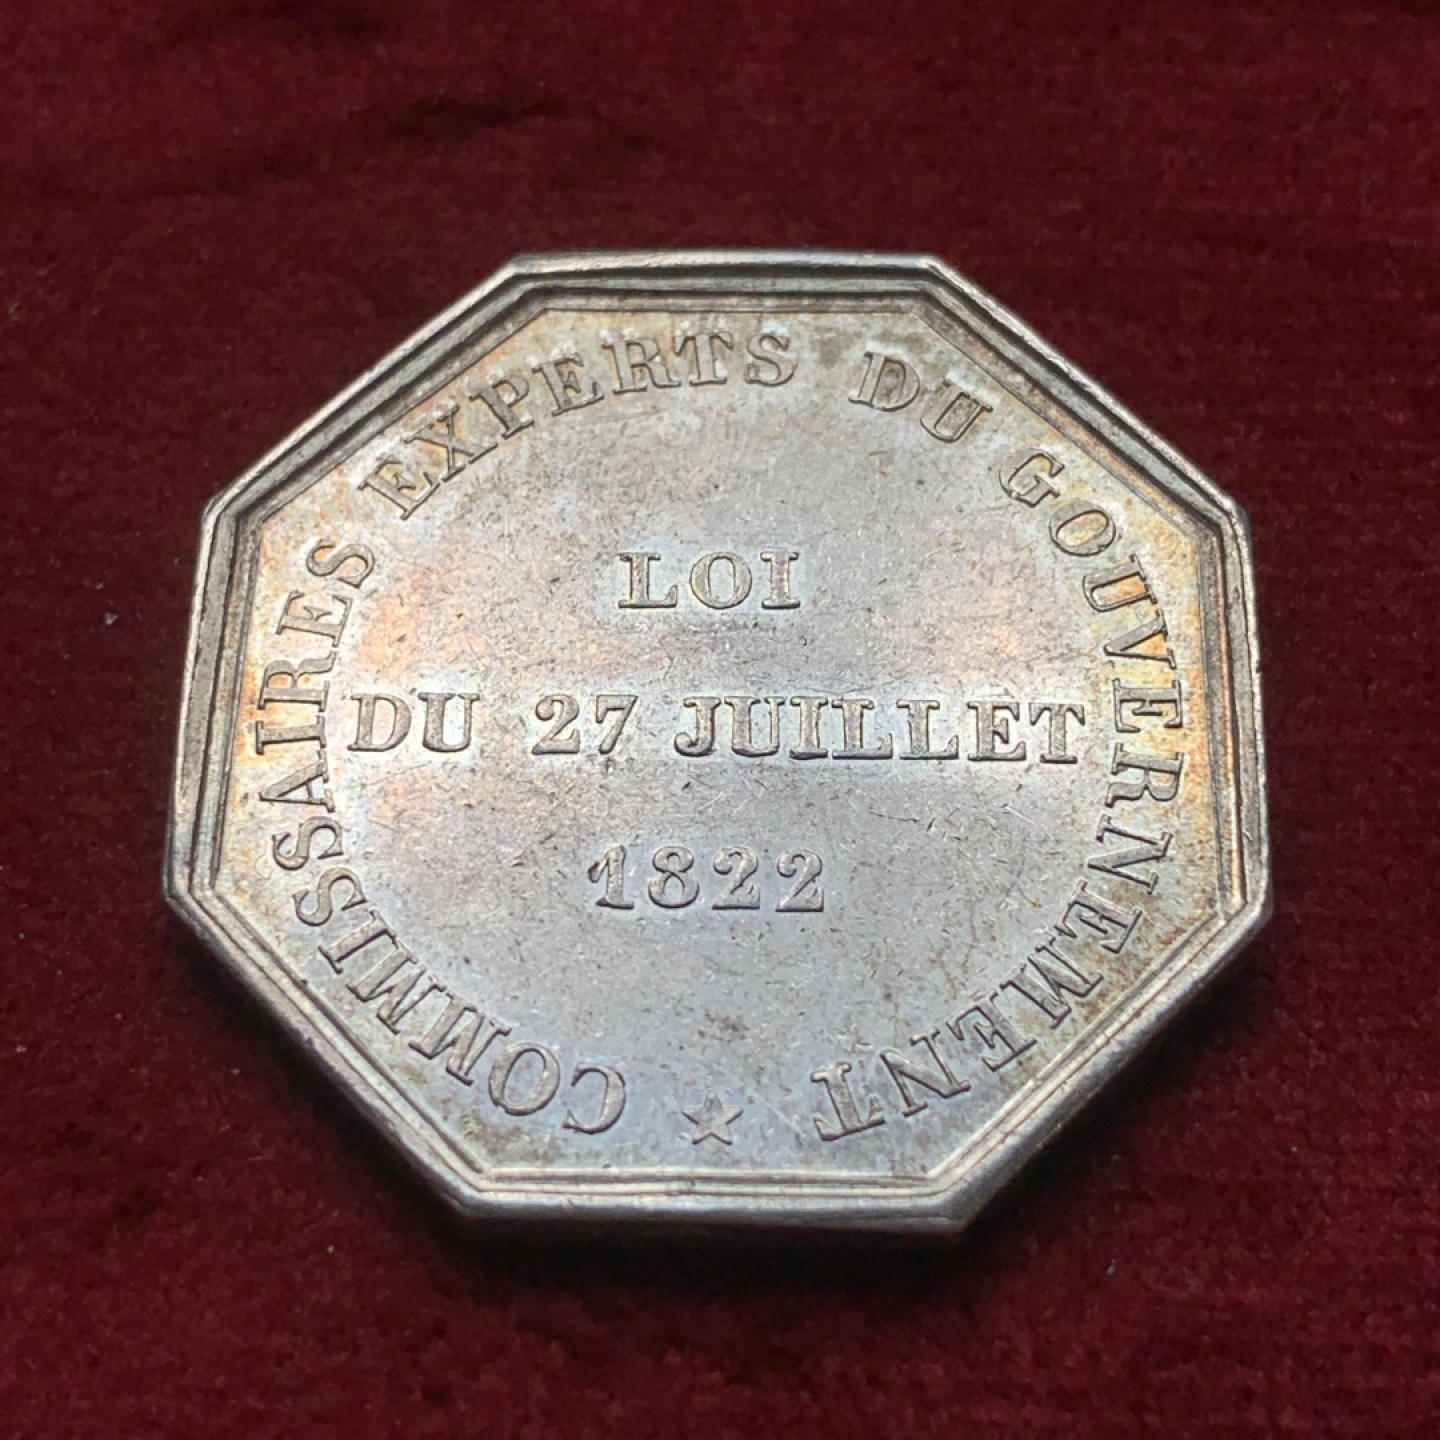 COMMISSAIRES EXPERTS DU GOUVERNEMENT
LOI
DU 27 JUILLET
1822